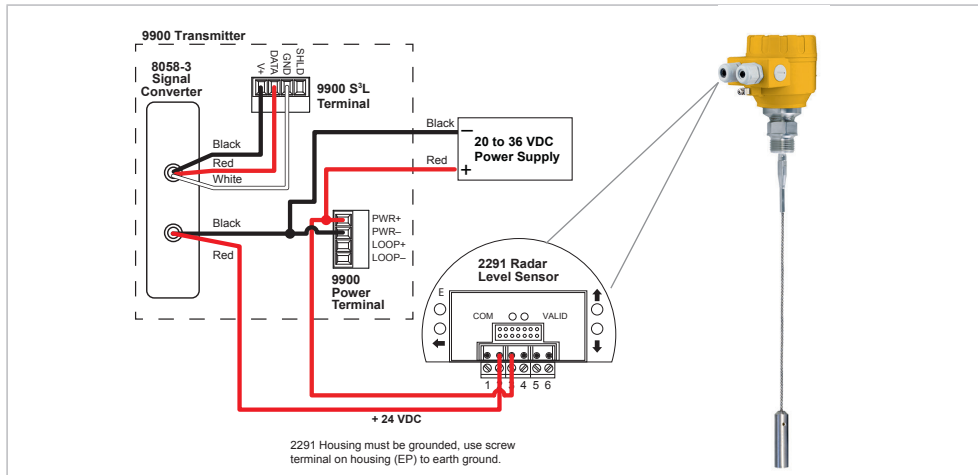 9900 Transmitter
8058-3
Signal
Converter
V+
DATA
GND
SHLD
9900 S³L
Terminal
Black
Red
White
Black
Red
20 to 36 VDC
Power Supply
–
+
Black
Red
PWR+
PWR–
LOOP+
LOOP–
9900
Power
Terminal
2291 Radar
Level Sensor
E
COM
VALID
1 2 3 4 5 6
+ 24 VDC
2291 Housing must be grounded, use screw
terminal on housing (EP) to earth ground.